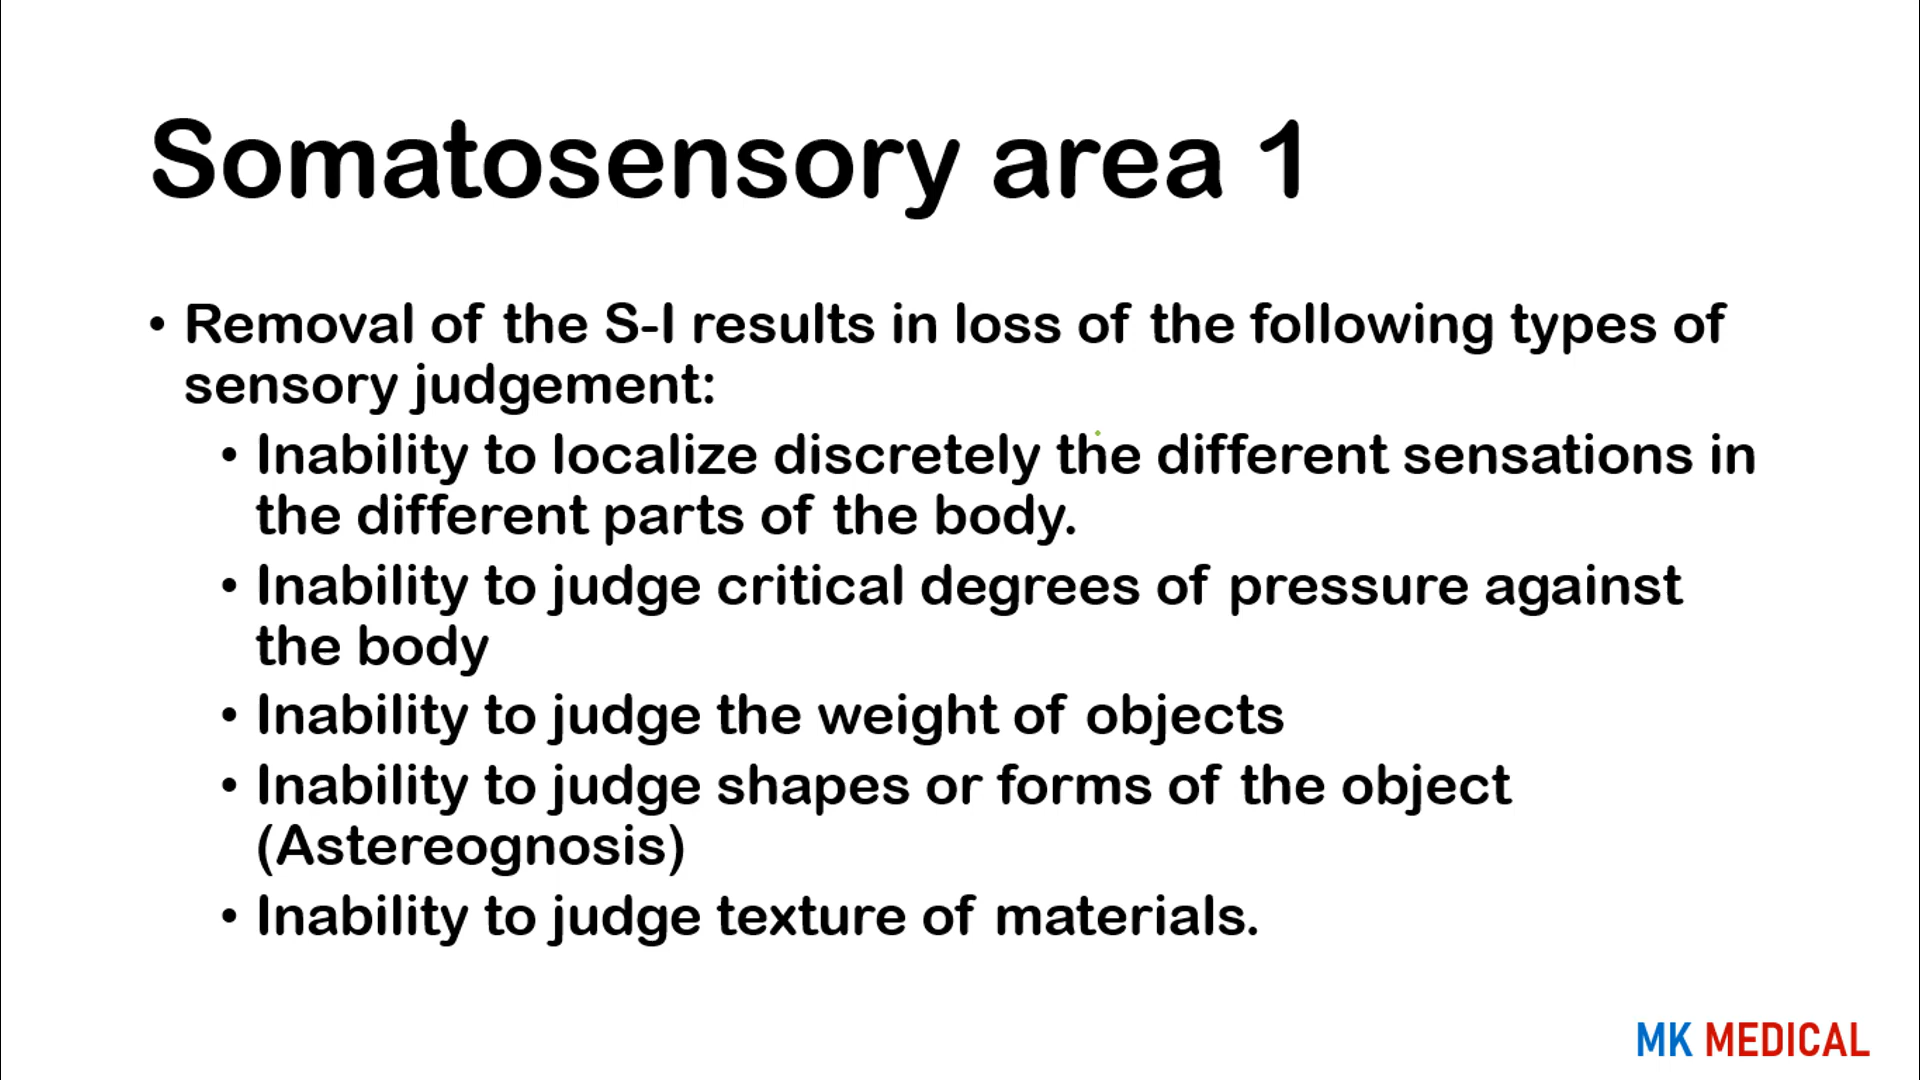 Somatosensory area 1
• Removal of the S-I results in loss of the following types of
sensory judgement:
• Inability to localize discretely the different sensations in
the different parts of the body.
• Inability to judge critical degrees of pressure against
the body
• Inability to judge the weight of objects
• Inability to judge shapes or forms of the object
(Astereognosis)
• Inability to judge texture of materials.
MK MEDICAL